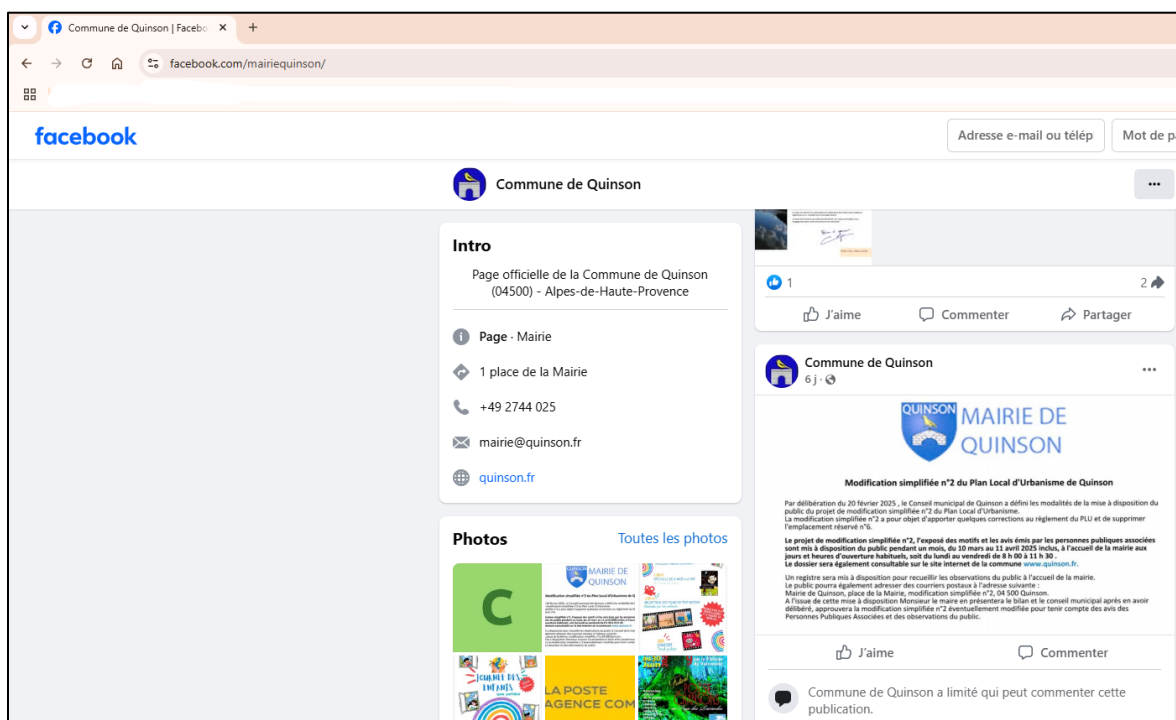 Commune de Quinson | Facebo
facebook.com/mairiequinson/
facebook
Adresse e-mail ou télép
Mot de pa
Commune de Quinson
Intro
Page officielle de la Commune de Quinson
(04500) - Alpes-de-Haute-Provence
Page · Mairie
1 place de la Mairie
+49 2744 025
mairie@quinson.fr
quinson.fr
Photos
Toutes les photos
C
MAIRIE DE
QUINSON
JOURNÉE DES
ENFANTS
LA POSTE
AGENCE COM
1
2
J'aime
Commenter
Partager
Commune de Quinson
6 j
QUINSON
MAIRIE DE
QUINSON
Modification simplifiée n°2 du Plan Local d'Urbanisme de Quinson
Par délibération du 20 février 2025 , le Conseil municipal de Quinson a défini les modalités de la mise à disposition du
public du projet de modification simplifiée n°2 du Plan Local d'Urbanisme.
La modification simplifiée n°2 a pour objet d'apporter quelques corrections au règlement du PLU et de supprimer
l'emplacement réservé n°6.
Le projet de modification simplifiée n°2, l'exposé des motifs et les avis émis par les personnes publiques associées
sont mis à disposition du public pendant un mois, du 10 mars au 11 avril 2025 inclus, à l'accueil de la mairie aux
jours et heures d'ouverture habituels, soit du lundi au vendredi de 8 h 00 à 11 h 30 .
Le dossier sera également consultable sur le site internet de la commune www.quinson.fr.
Un registre sera mis à disposition pour recueillir les observations du public à l'accueil de la mairie.
Le public pourra également adresser des courriers postaux à l'adresse suivante :
Mairie de Quinson, place de la Mairie, modification simplifiée n°2, 04 500 Quinson.
A l'issue de cette mise à disposition Monsieur le maire en présentera le bilan et le conseil municipal après en avoir
délibéré, approuvera la modification simplifiée n°2 éventuellement modifiée pour tenir compte des avis des
Personnes Publiques Associées et des observations du public.
J'aime
Commenter
Commune de Quinson a limité qui peut commenter cette
publication.